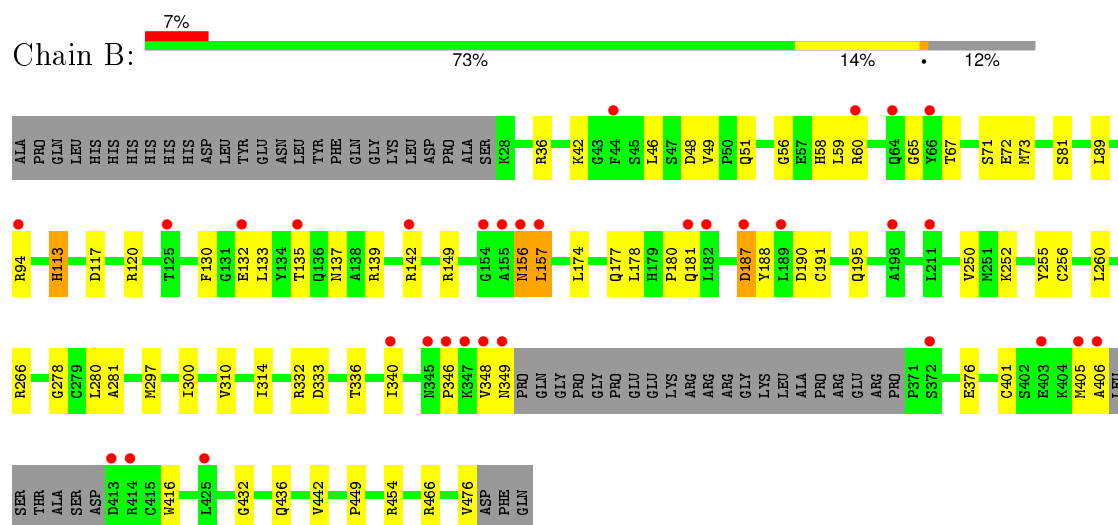 7%
Chain B:
73% 14% • 12%
ALA PRO GLN LEU HIS HIS HIS HIS HIS HIS ASP LEU TYR GLU ASN LEU TYR PHE GLN GLY LYS LEU ASP PRO ALA SER K28 R36 K42 G43 F44 S45 L46 S47 D48 V49 P50 Q51 G56 E57 H58 L59 R60 Q64 G65 Y66 T67 S71 E72 M73 S81 L89
R94 H113 D117 R120 T125 F130 G131 E132 L133 Y134 T135 Q136 N137 A138 R139 R142 R149 G154 A155 N156 L157 L174 Q177 L178 H179 P180 Q181 L182 D187 Y188 L189 D190 C191 Q195 A198 L211 V250 M251 K252 Y255 C256 L260
R266 G278 C279 L280 A281 M297 I300 V310 I314 R332 D333 T336 I340 N345 P346 K347 V348 N349 PRO GLN GLY GLY PRO PRO GLU GLU LYS ARG ARG ARG GLY LYS LEU ALA PRO ARG GLU ARG PRO P371 S372 E376 C401 S402 E403 K404 M405 A406 LEU
SER THR ALA SER ASP D413 R414 C415 W416 L425 G432 Q436 V442 P449 R454 R466 V476 ASP PHE GLN